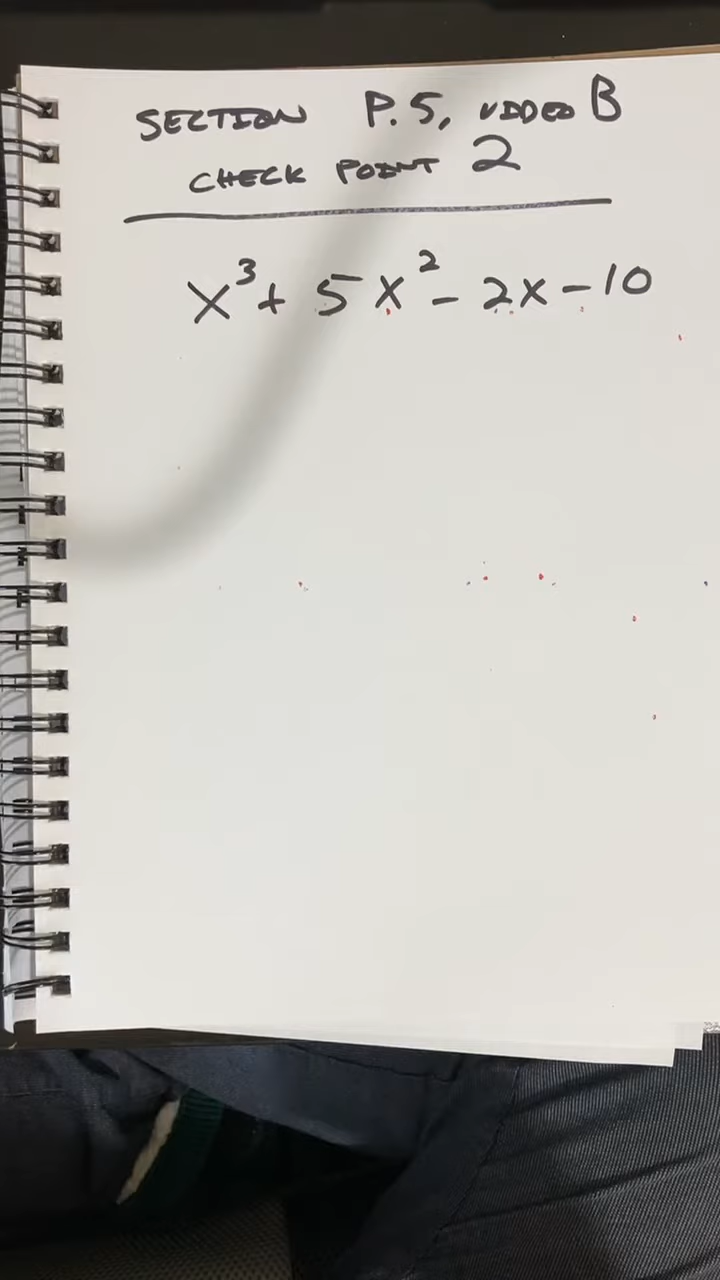 SECTION P.5, VIDEO B
CHECK POINT 2
x³ + 5x² - 2x - 10